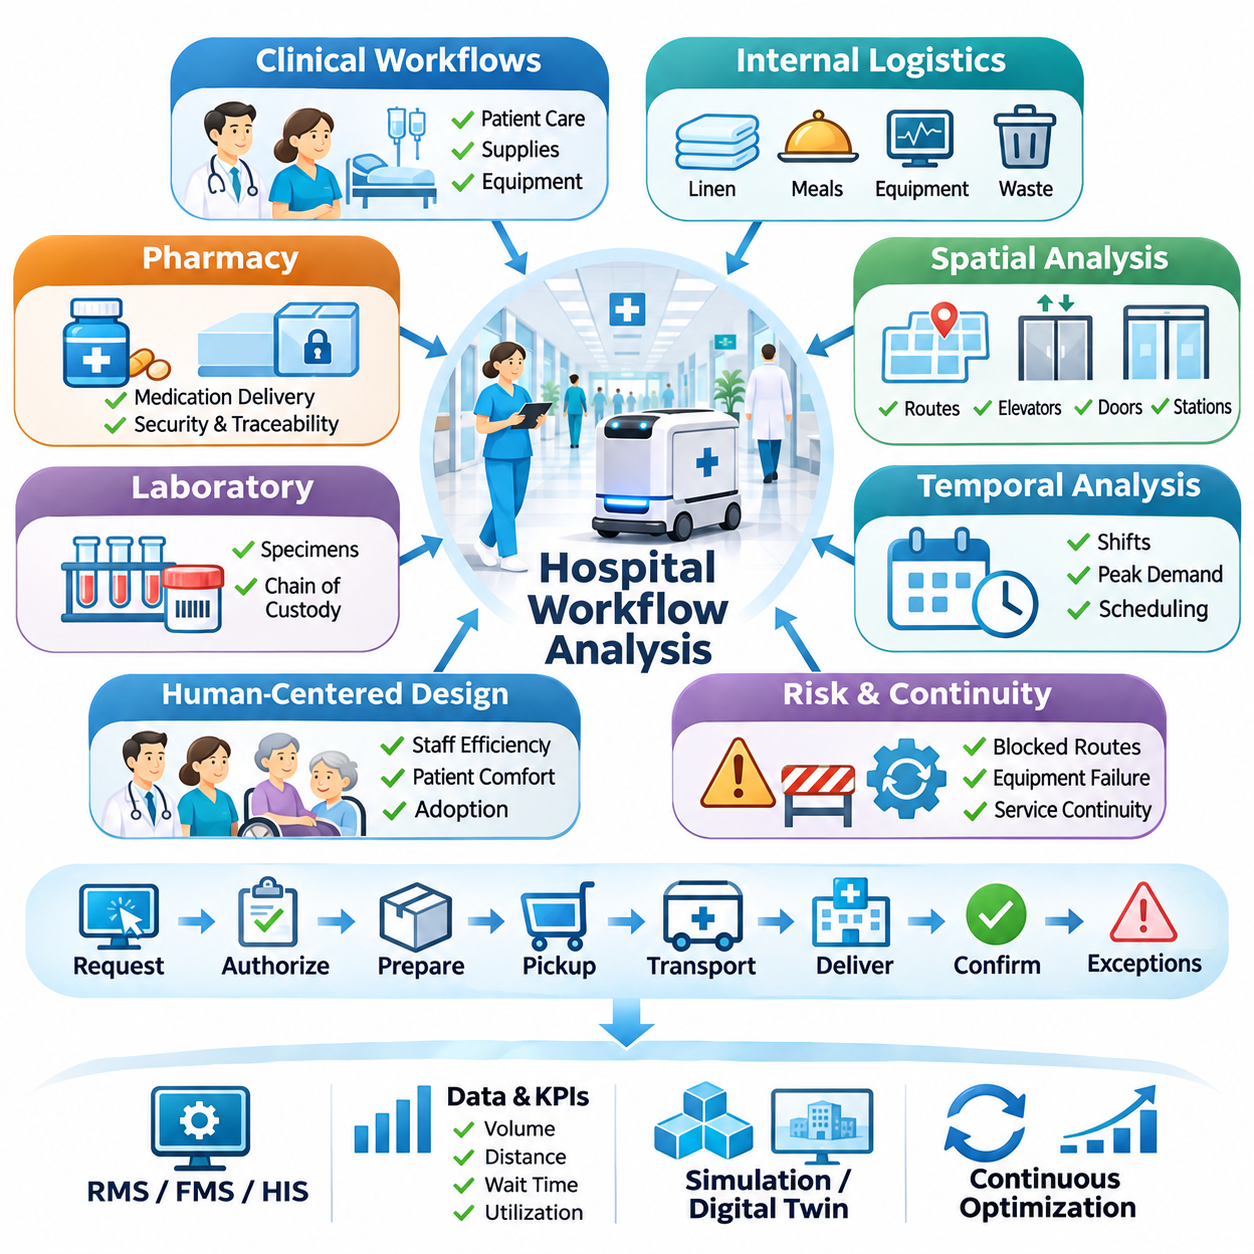 Clinical Workflows
Patient Care
Supplies
Equipment
Internal Logistics
Linen
Meals
Equipment
Waste
Pharmacy
Medication Delivery
Security & Traceability
Spatial Analysis
Routes
Elevators
Doors
Stations
Laboratory
Specimens
Chain of
Custody
Temporal Analysis
Shifts
Peak Demand
Scheduling
Hospital
Workflow
Analysis
Human-Centered Design
Staff Efficiency
Patient Comfort
Adoption
Risk & Continuity
Blocked Routes
Equipment Failure
Service Continuity
Request
Authorize
Prepare
Pickup
Transport
Deliver
Confirm
Exceptions
RMS / FMS / HIS
Data & KPIs
Volume
Distance
Wait Time
Utilization
Simulation /
Digital Twin
Continuous
Optimization